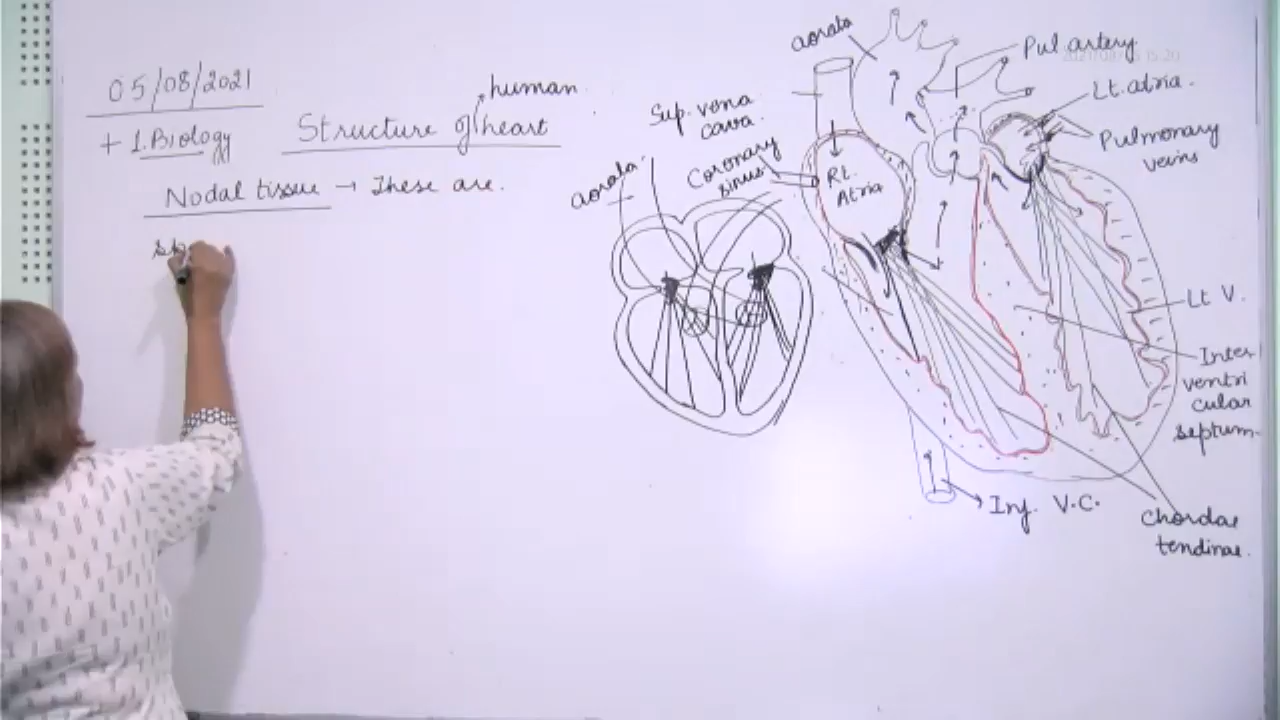 05/08/2021
+ 1. Biology
Structure of heart
human
Nodal tissue → These are.
sp
aorata
Pul artery
Lt. atria.
Sup. vena
cava.
Pulmonary
veins
Coronary
sinus
aorata
Rt.
Atria
Lt V.
Inter
ventri
cular
septum
Inf. V.C.
Chordae
tendinae.